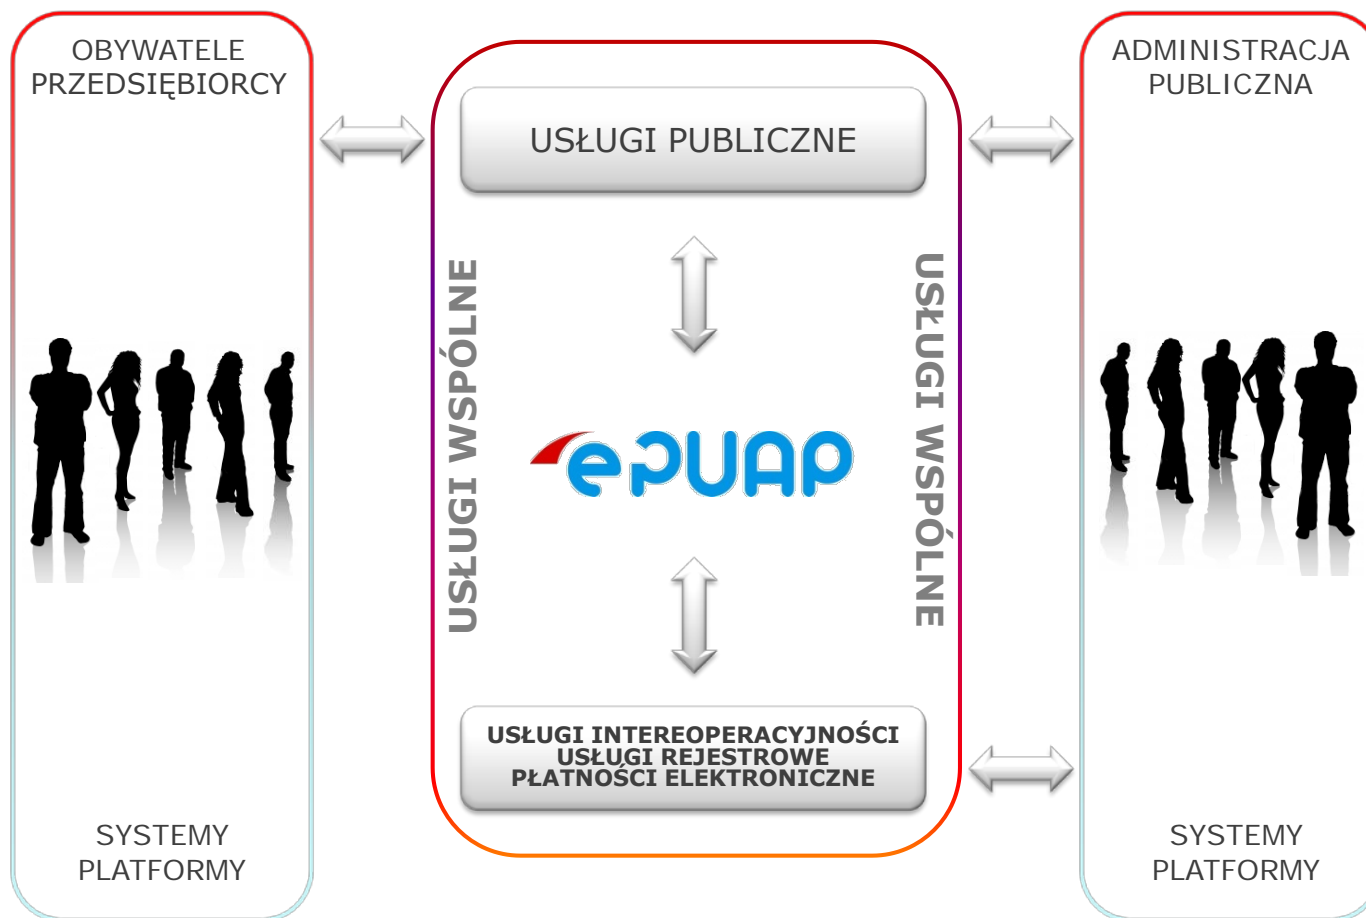 OBYWATELE
PRZEDSIĘBIORCY
SYSTEMY
PLATFORMY
USŁUGI PUBLICZNE
USŁUGI WSPÓLNE
ePUAP
USŁUGI WSPÓLNE
USŁUGI INTEREOPERACYJNOŚCI
USŁUGI REJESTROWE
PŁATNOŚCI ELEKTRONICZNE
ADMINISTRACJA
PUBLICZNA
SYSTEMY
PLATFORMY